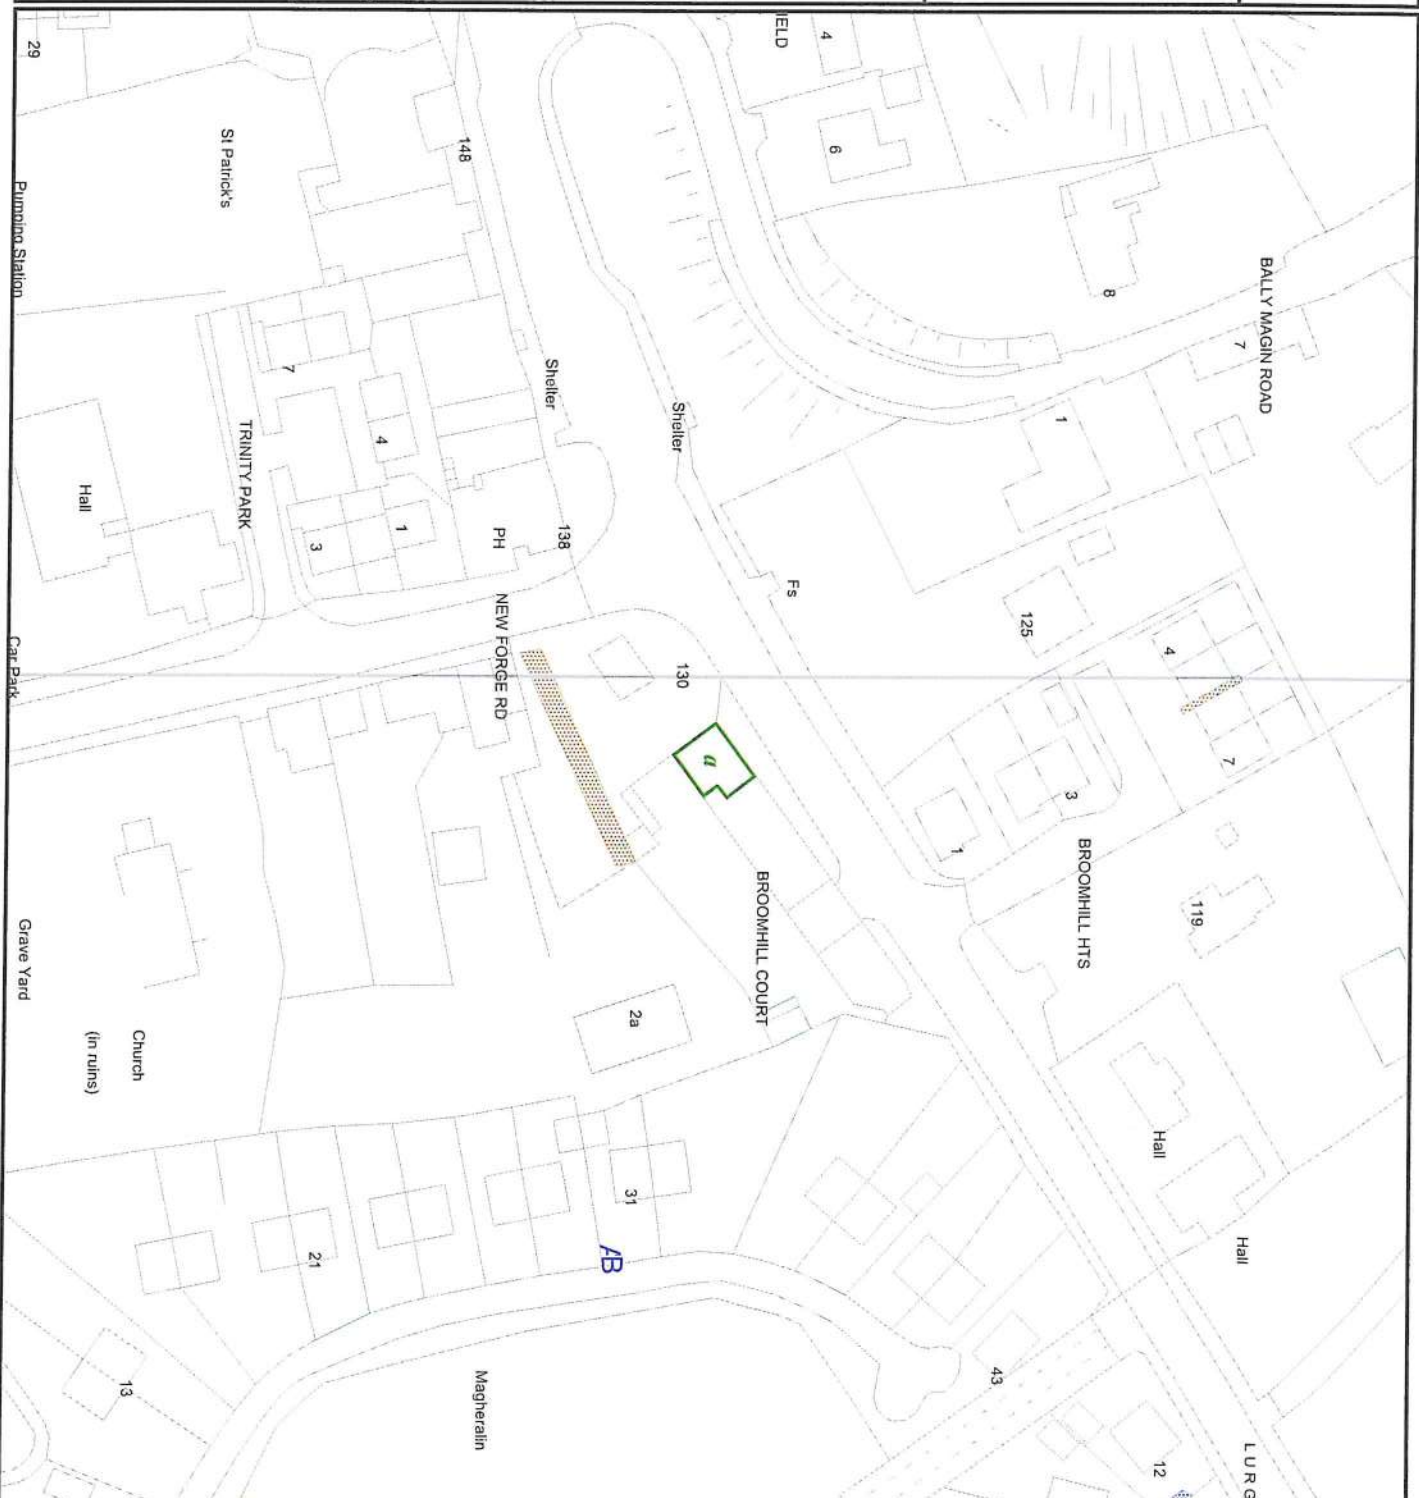 BALLY MAGIN ROAD
LURG
7
Hall
7
119
4
Hall
12
8
BROOMHILL HTS
3
1
125
43
1
6
4
Fs
IELD
BROOMHILL COURT
a
130
Shelter
2a
31
AB
138
Shelter
PH
NEW FORGE RD
Magheralin
148
1
4
3
21
7
TRINITY PARK
St Patrick's
Church
(in ruins)
13
Hall
29
Pumping Station
Car Park
Grave Yard